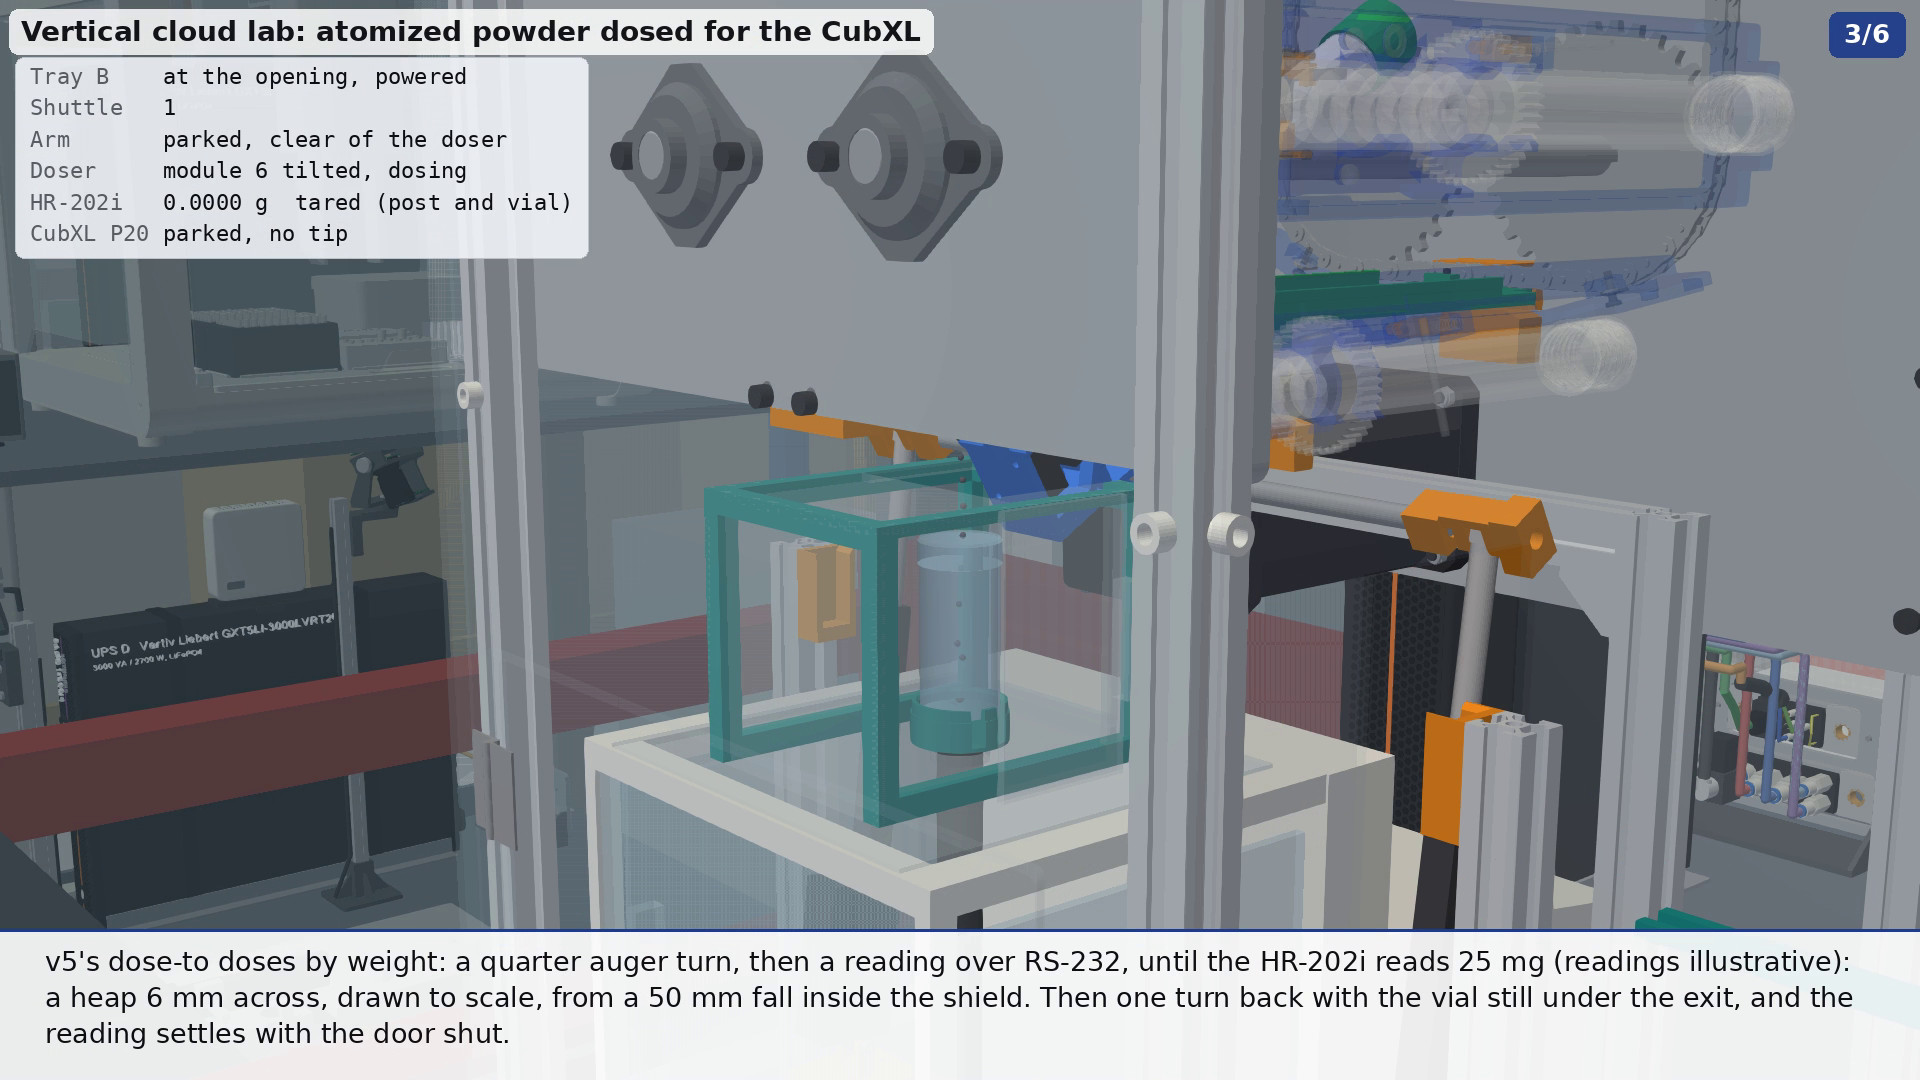 Vertical cloud lab: atomized powder dosed for the CubXL
3/6
Tray B at the opening, powered
Shuttle 1
Arm parked, clear of the doser
Doser module 6 tilted, dosing
HR-202i 0.0000 g tared (post and vial)
CubXL P20 parked, no tip
UPS D Vertiv Liebert GXT5LI-3000LVRT2
3000 VA / 2700 W, LiFePO4
v5's dose-to doses by weight: a quarter auger turn, then a reading over RS-232, until the HR-202i reads 25 mg (readings illustrative):
a heap 6 mm across, drawn to scale, from a 50 mm fall inside the shield. Then one turn back with the vial still under the exit, and the
reading settles with the door shut.